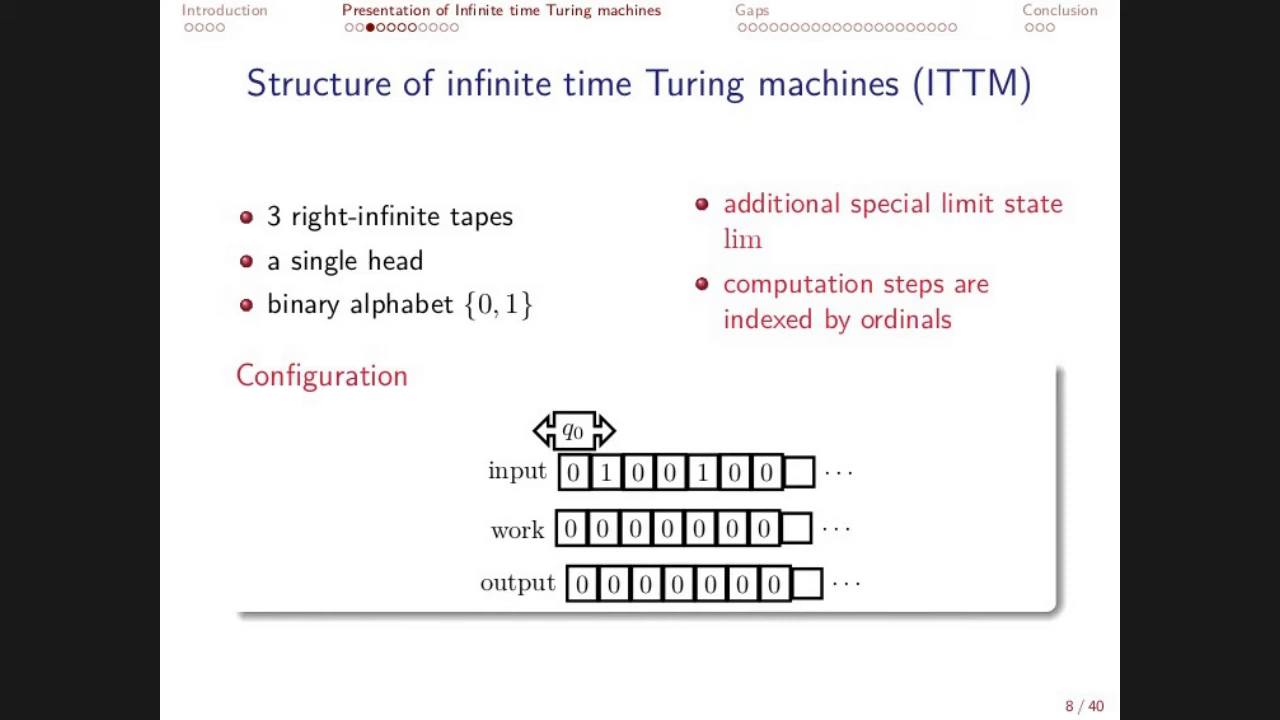 Introduction Presentation of Infinite time Turing machines Gaps Conclusion
Structure of infinite time Turing machines (ITTM)
3 right-infinite tapes
a single head
binary alphabet {0, 1}
additional special limit state
lim
computation steps are
indexed by ordinals
Configuration
q₀
input 0 1 0 0 1 0 0 ···
work 0 0 0 0 0 0 0 ···
output 0 0 0 0 0 0 0 ···
8 / 40